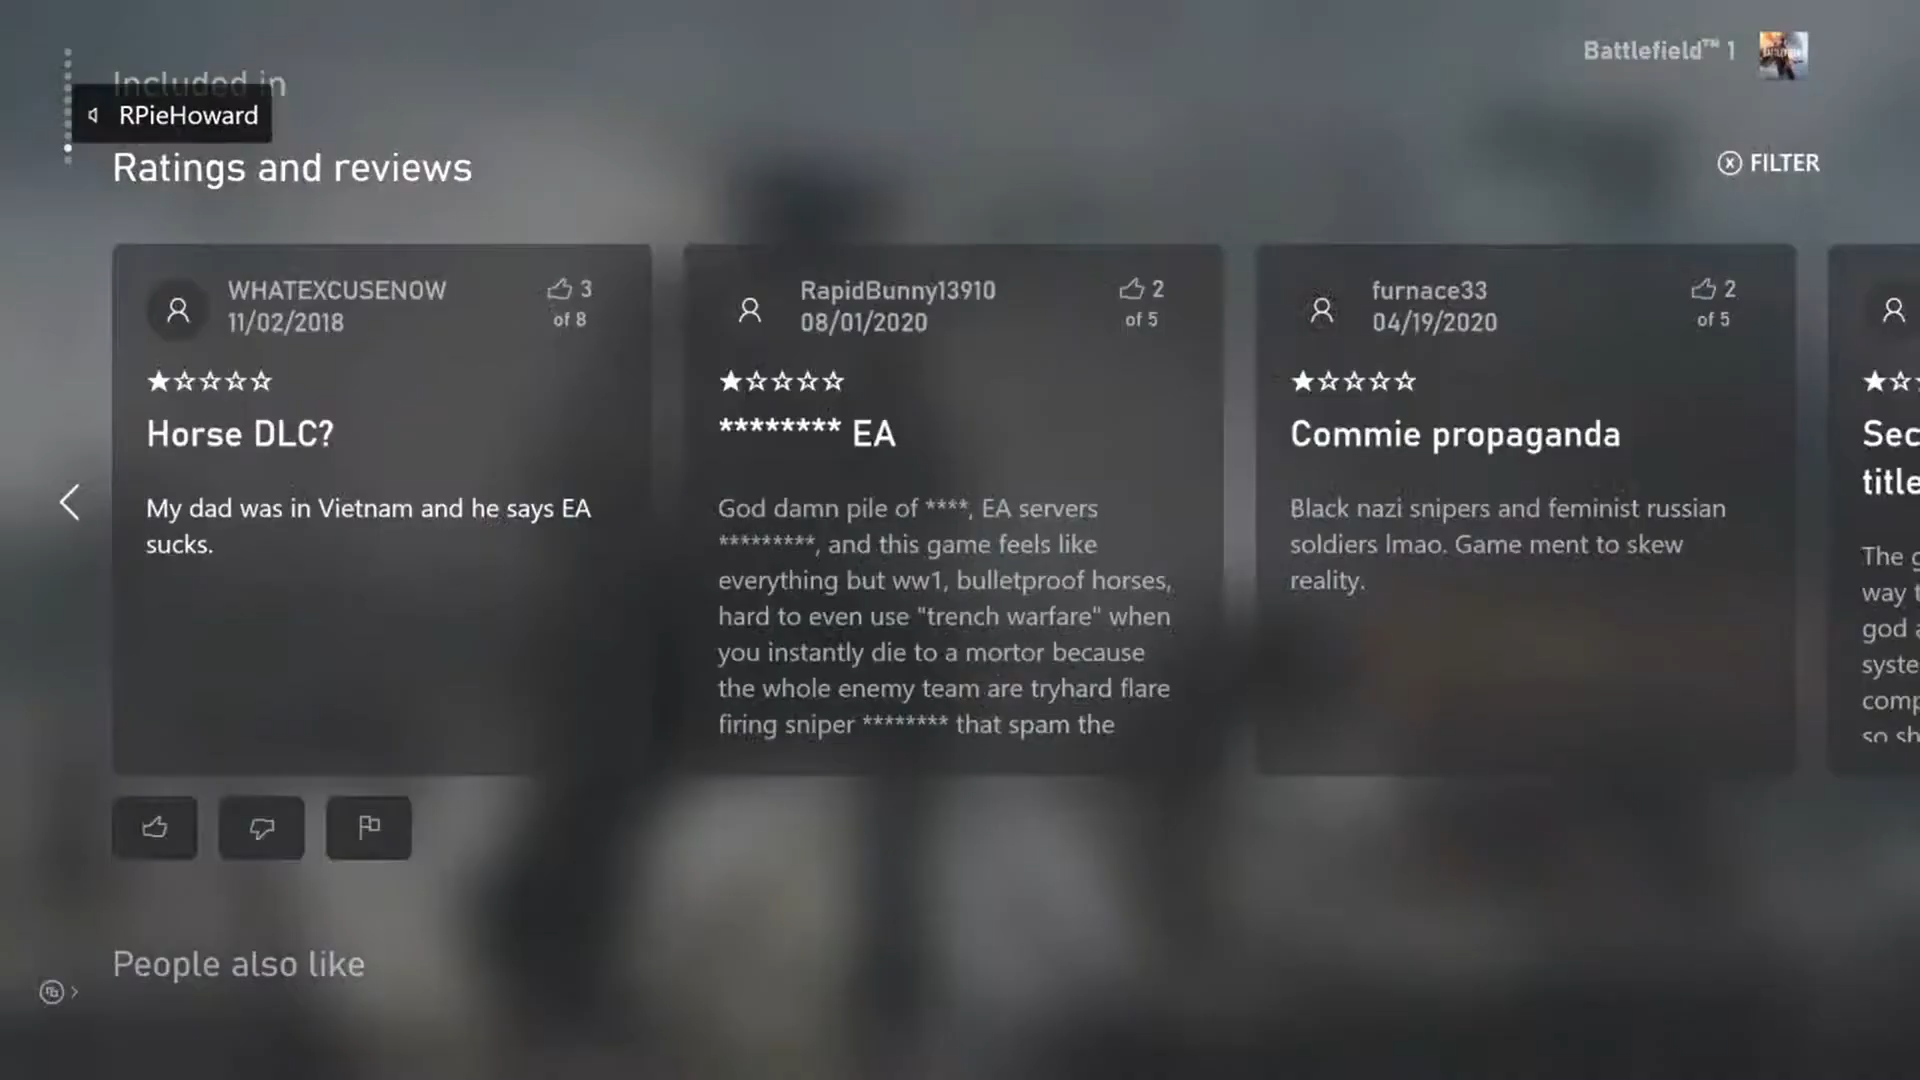 Included in
Battlefield™ 1
RPieHoward
Ratings and reviews
FILTER
WHATEXCUSENOW
11/02/2018
3
of 8
Horse DLC?
My dad was in Vietnam and he says EA
sucks.
RapidBunny13910
08/01/2020
2
of 5
******** EA
God damn pile of ****, EA servers
*********, and this game feels like
everything but ww1, bulletproof horses,
hard to even use "trench warfare" when
you instantly die to a mortor because
the whole enemy team are tryhard flare
firing sniper ******** that spam the
furnace33
04/19/2020
2
of 5
Commie propaganda
Black nazi snipers and feminist russian
soldiers lmao. Game ment to skew
reality.
Sec
title
The g
way t
god a
syste
comp
so sh
People also like